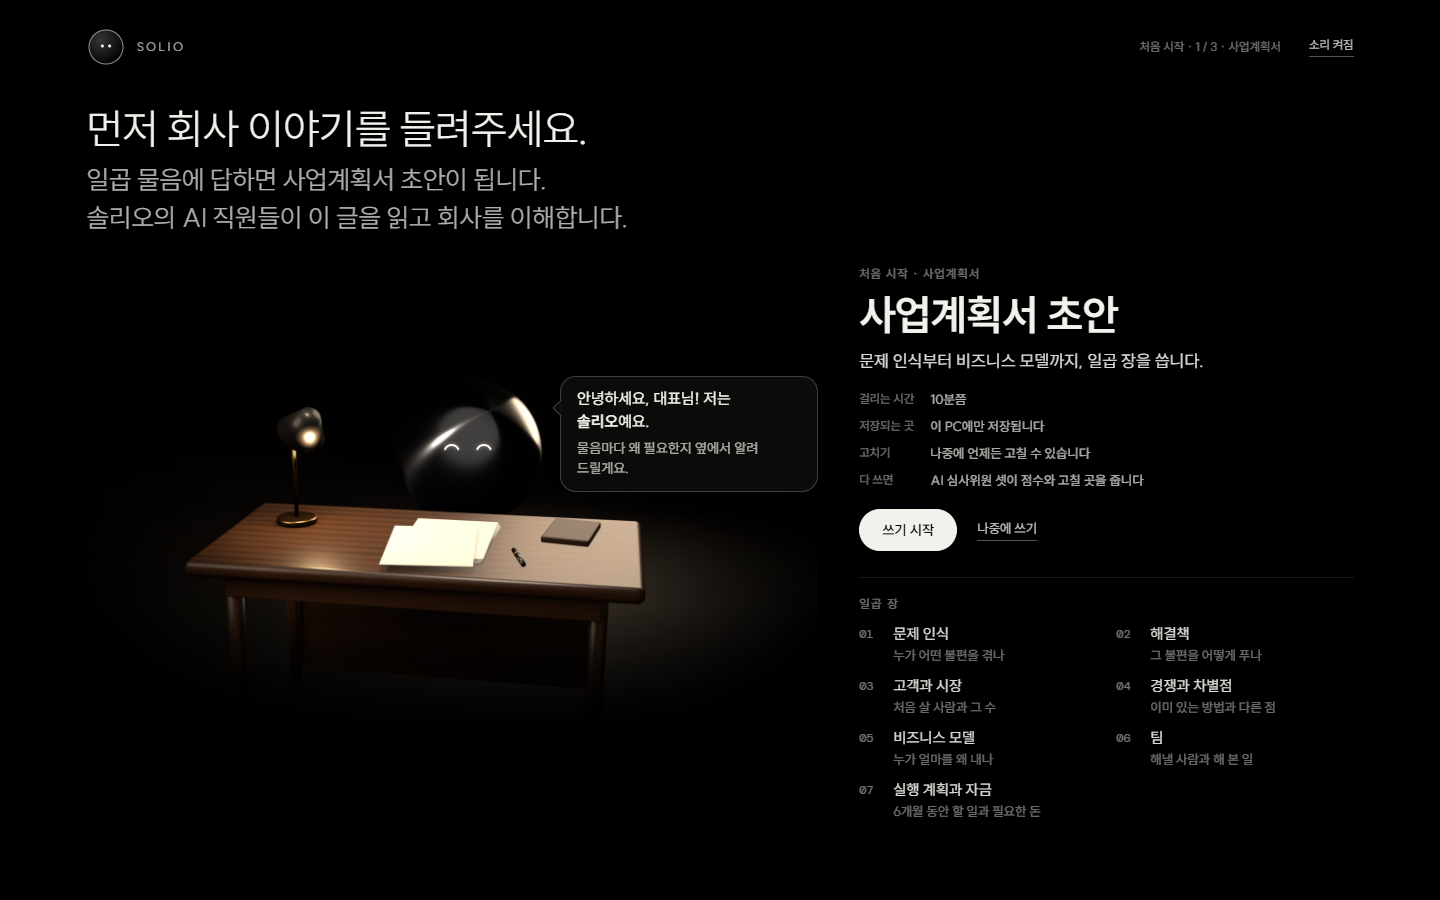 SOLIO
처음 시작 · 1 / 3 · 사업계획서
소리 켜짐
먼저 회사 이야기를 들려주세요.
일곱 물음에 답하면 사업계획서 초안이 됩니다.
솔리오의 AI 직원들이 이 글을 읽고 회사를 이해합니다.
안녕하세요, 대표님! 저는
솔리오예요.
물음마다 왜 필요한지 옆에서 알려
드릴게요.
처음 시작 · 사업계획서
사업계획서 초안
문제 인식부터 비즈니스 모델까지, 일곱 장을 씁니다.
걸리는 시간 10분쯤
저장되는 곳 이 PC에만 저장됩니다
고치기 나중에 언제든 고칠 수 있습니다
다 쓰면 AI 심사위원 셋이 점수와 고칠 곳을 줍니다
쓰기 시작
나중에 쓰기
일곱 장
01 문제 인식
누가 어떤 불편을 겪나
02 해결책
그 불편을 어떻게 푸나
03 고객과 시장
처음 살 사람과 그 수
04 경쟁과 차별점
이미 있는 방법과 다른 점
05 비즈니스 모델
누가 얼마를 왜 내나
06 팀
해낼 사람과 해 본 일
07 실행 계획과 자금
6개월 동안 할 일과 필요한 돈